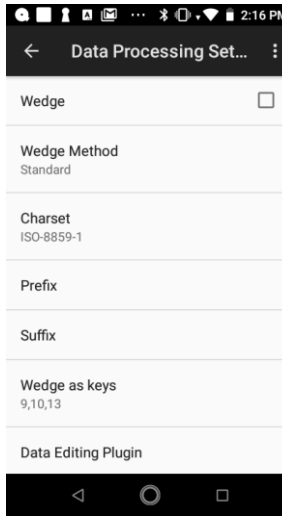 2:16 PM
Data Processing Set...
Wedge
Wedge Method
Standard
Charset
ISO-8859-1
Prefix
Suffix
Wedge as keys
9,10,13
Data Editing Plugin